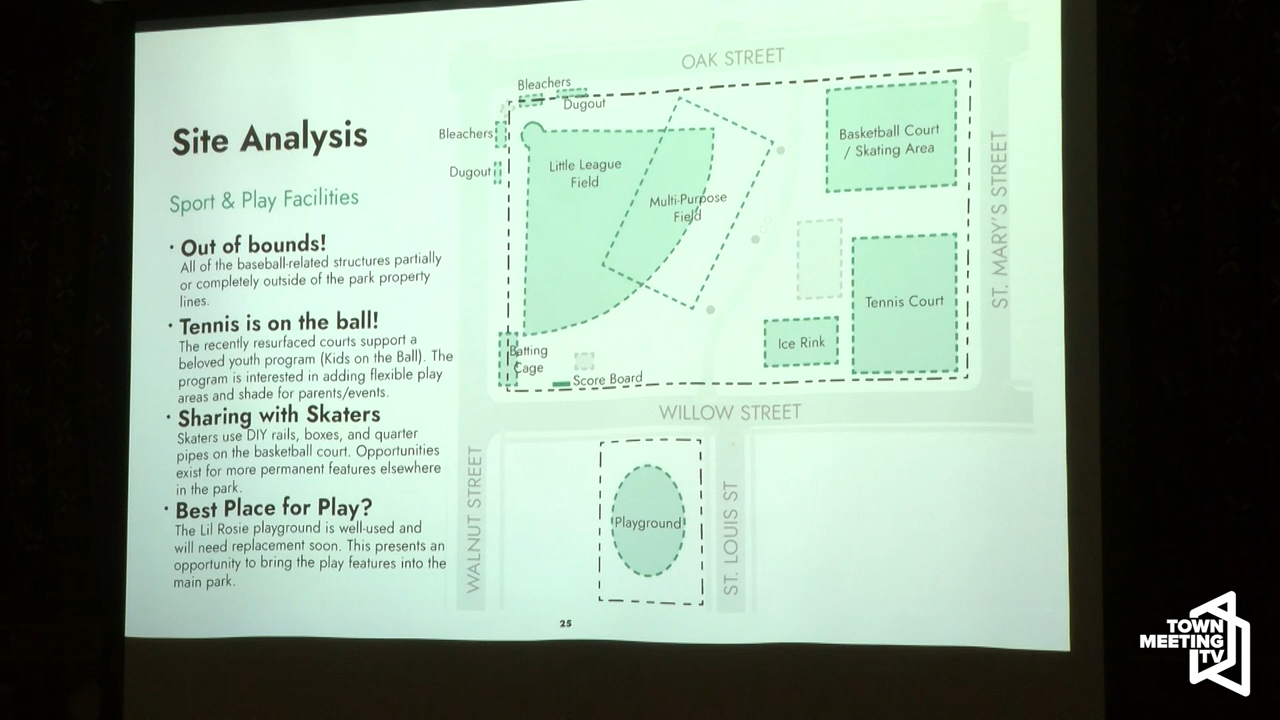 Site Analysis
Sport & Play Facilities
· Out of bounds!
All of the baseball-related structures partially
or completely outside of the park property
lines.
· Tennis is on the ball!
The recently resurfaced courts support a
beloved youth program (Kids on the Ball). The
program is interested in adding flexible play
areas and shade for parents/events.
· Sharing with Skaters
Skaters use DIY rails, boxes, and quarter
pipes on the basketball court. Opportunities
exist for more permanent features elsewhere
in the park.
· Best Place for Play?
The Lil Rosie playground is well-used and
will need replacement soon. This presents an
opportunity to bring the play features into the
main park.
OAK STREET
Bleachers
Dugout
Bleachers
Dugout
Little League
Field
Multi-Purpose
Field
Basketball Court
/ Skating Area
ST. MARY'S STREET
Tennis Court
Ice Rink
Batting
Cage
Score Board
WILLOW STREET
WALNUT STREET
Playground
ST. LOUIS ST
25
TOWN
MEETING
TV